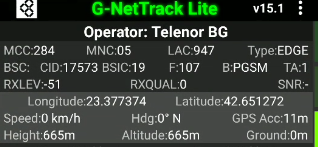 G-NetTrack Lite v15.1
Operator: Telenor BG
MCC:284 MNC:05 LAC:947 Type:EDGE
BSC: CID:17573 BSIC:19 F:107 B:PGSM TA:1
RXLEV:-51 RXQUAL:0 SNR:-
Longitude:23.377374 Latitude:42.651272
Speed:0 km/h Hdg:0° N GPS Acc:11m
Height:665m Altitude:665m Ground:0m